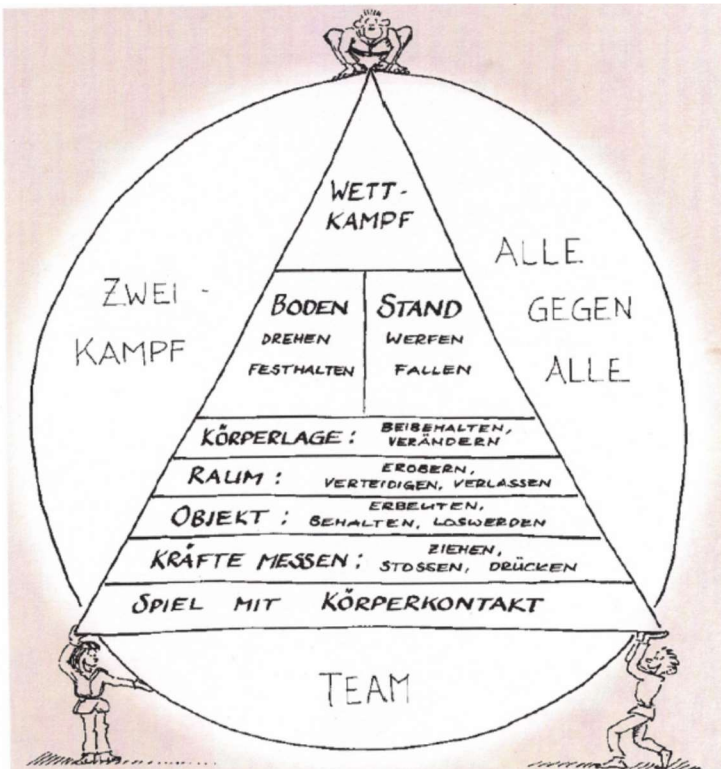 WETT-
KAMPF
ZWEI-
KAMPF
ALLE
GEGEN
ALLE
BODEN
DREHEN
FESTHALTEN
STAND
WERFEN
FALLEN
KÖRPERLAGE: BEIBEHALTEN,
VERÄNDERN
RAUM: EROBERN,
VERTEIDIGEN, VERLASSEN
OBJEKT: ERBEUTEN,
BEHALTEN, LOSWERDEN
KRÄFTE MESSEN: ZIEHEN,
STOSSEN, DRÜCKEN
SPIEL MIT KÖRPERKONTAKT
TEAM